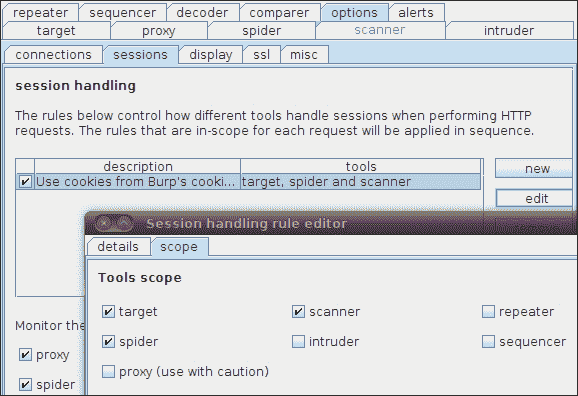 repeater sequencer decoder comparer options alerts
target proxy spider scanner intruder
connections sessions display ssl misc
session handling
The rules below control how different tools handle sessions when performing HTTP
requests. The rules that are in-scope for each request will be applied in sequence.
description tools
Use cookies from Burp's cooki... target, spider and scanner
new
edit
Session handling rule editor
details scope
Tools scope
target scanner repeater
spider intruder sequencer
proxy (use with caution)
Monitor the
proxy
spider